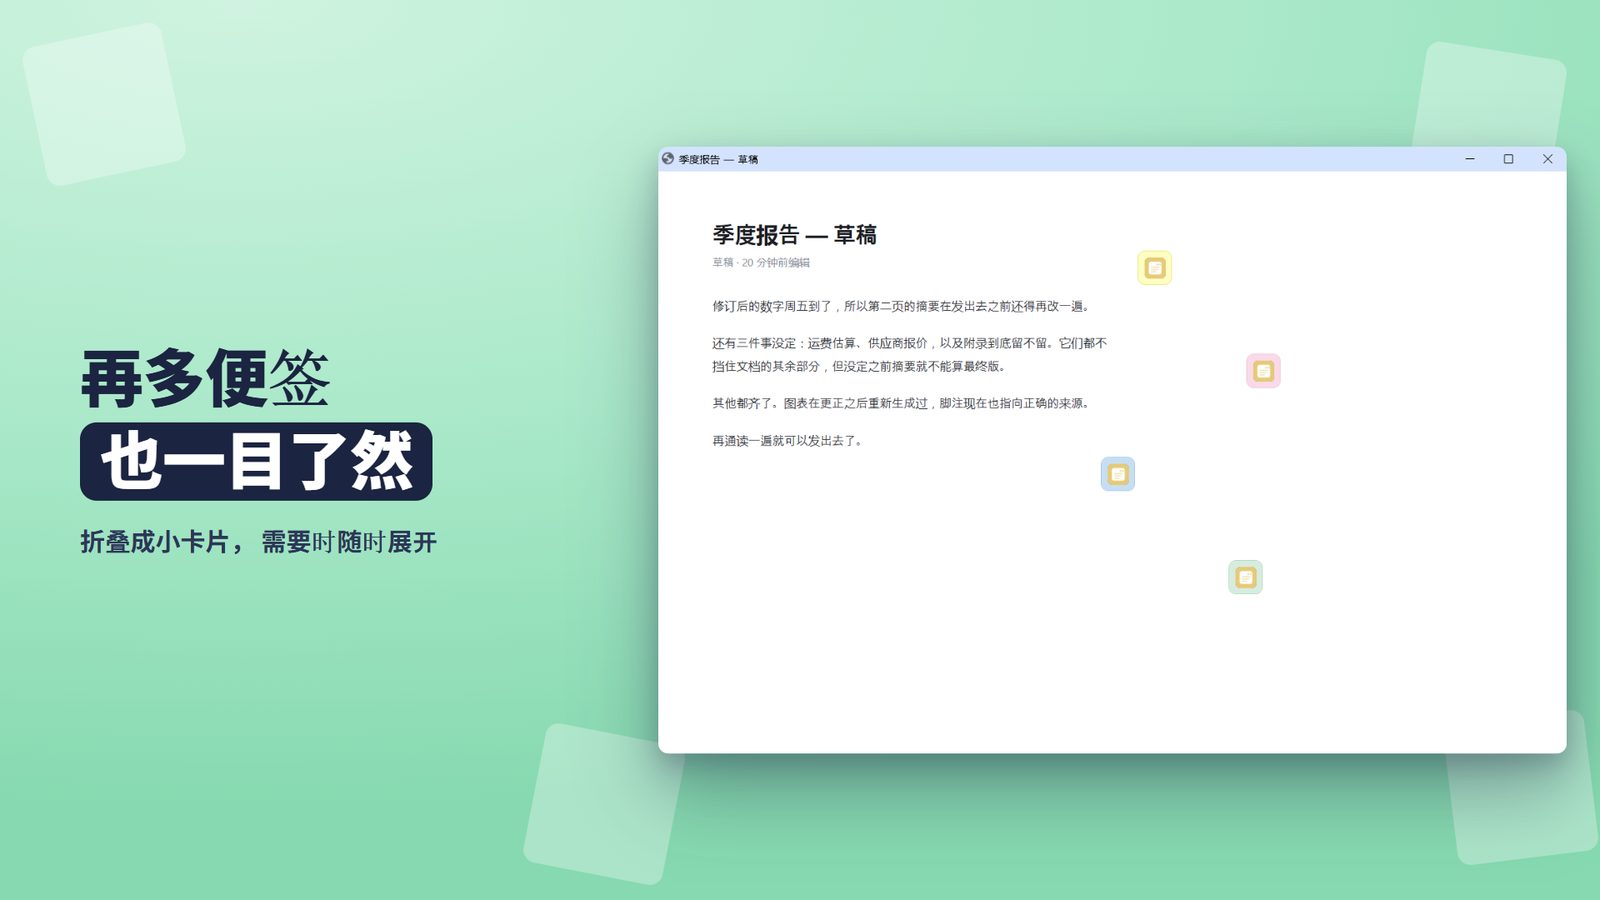 再多便签
也一目了然
折叠成小卡片，需要时随时展开
季度报告 — 草稿
季度报告 — 草稿
草稿 · 20 分钟前编辑
修订后的数字周五到了，所以第二页的摘要在发出去之前还得再改一遍。
还有三件事没定：运费估算、供应商报价，以及附录到底留不留。它们都不
挡住文档的其余部分，但没定之前摘要就不能算最终版。
其他都齐了。图表在更正之后重新生成过，脚注现在也指向正确的来源。
再通读一遍就可以发出去了。